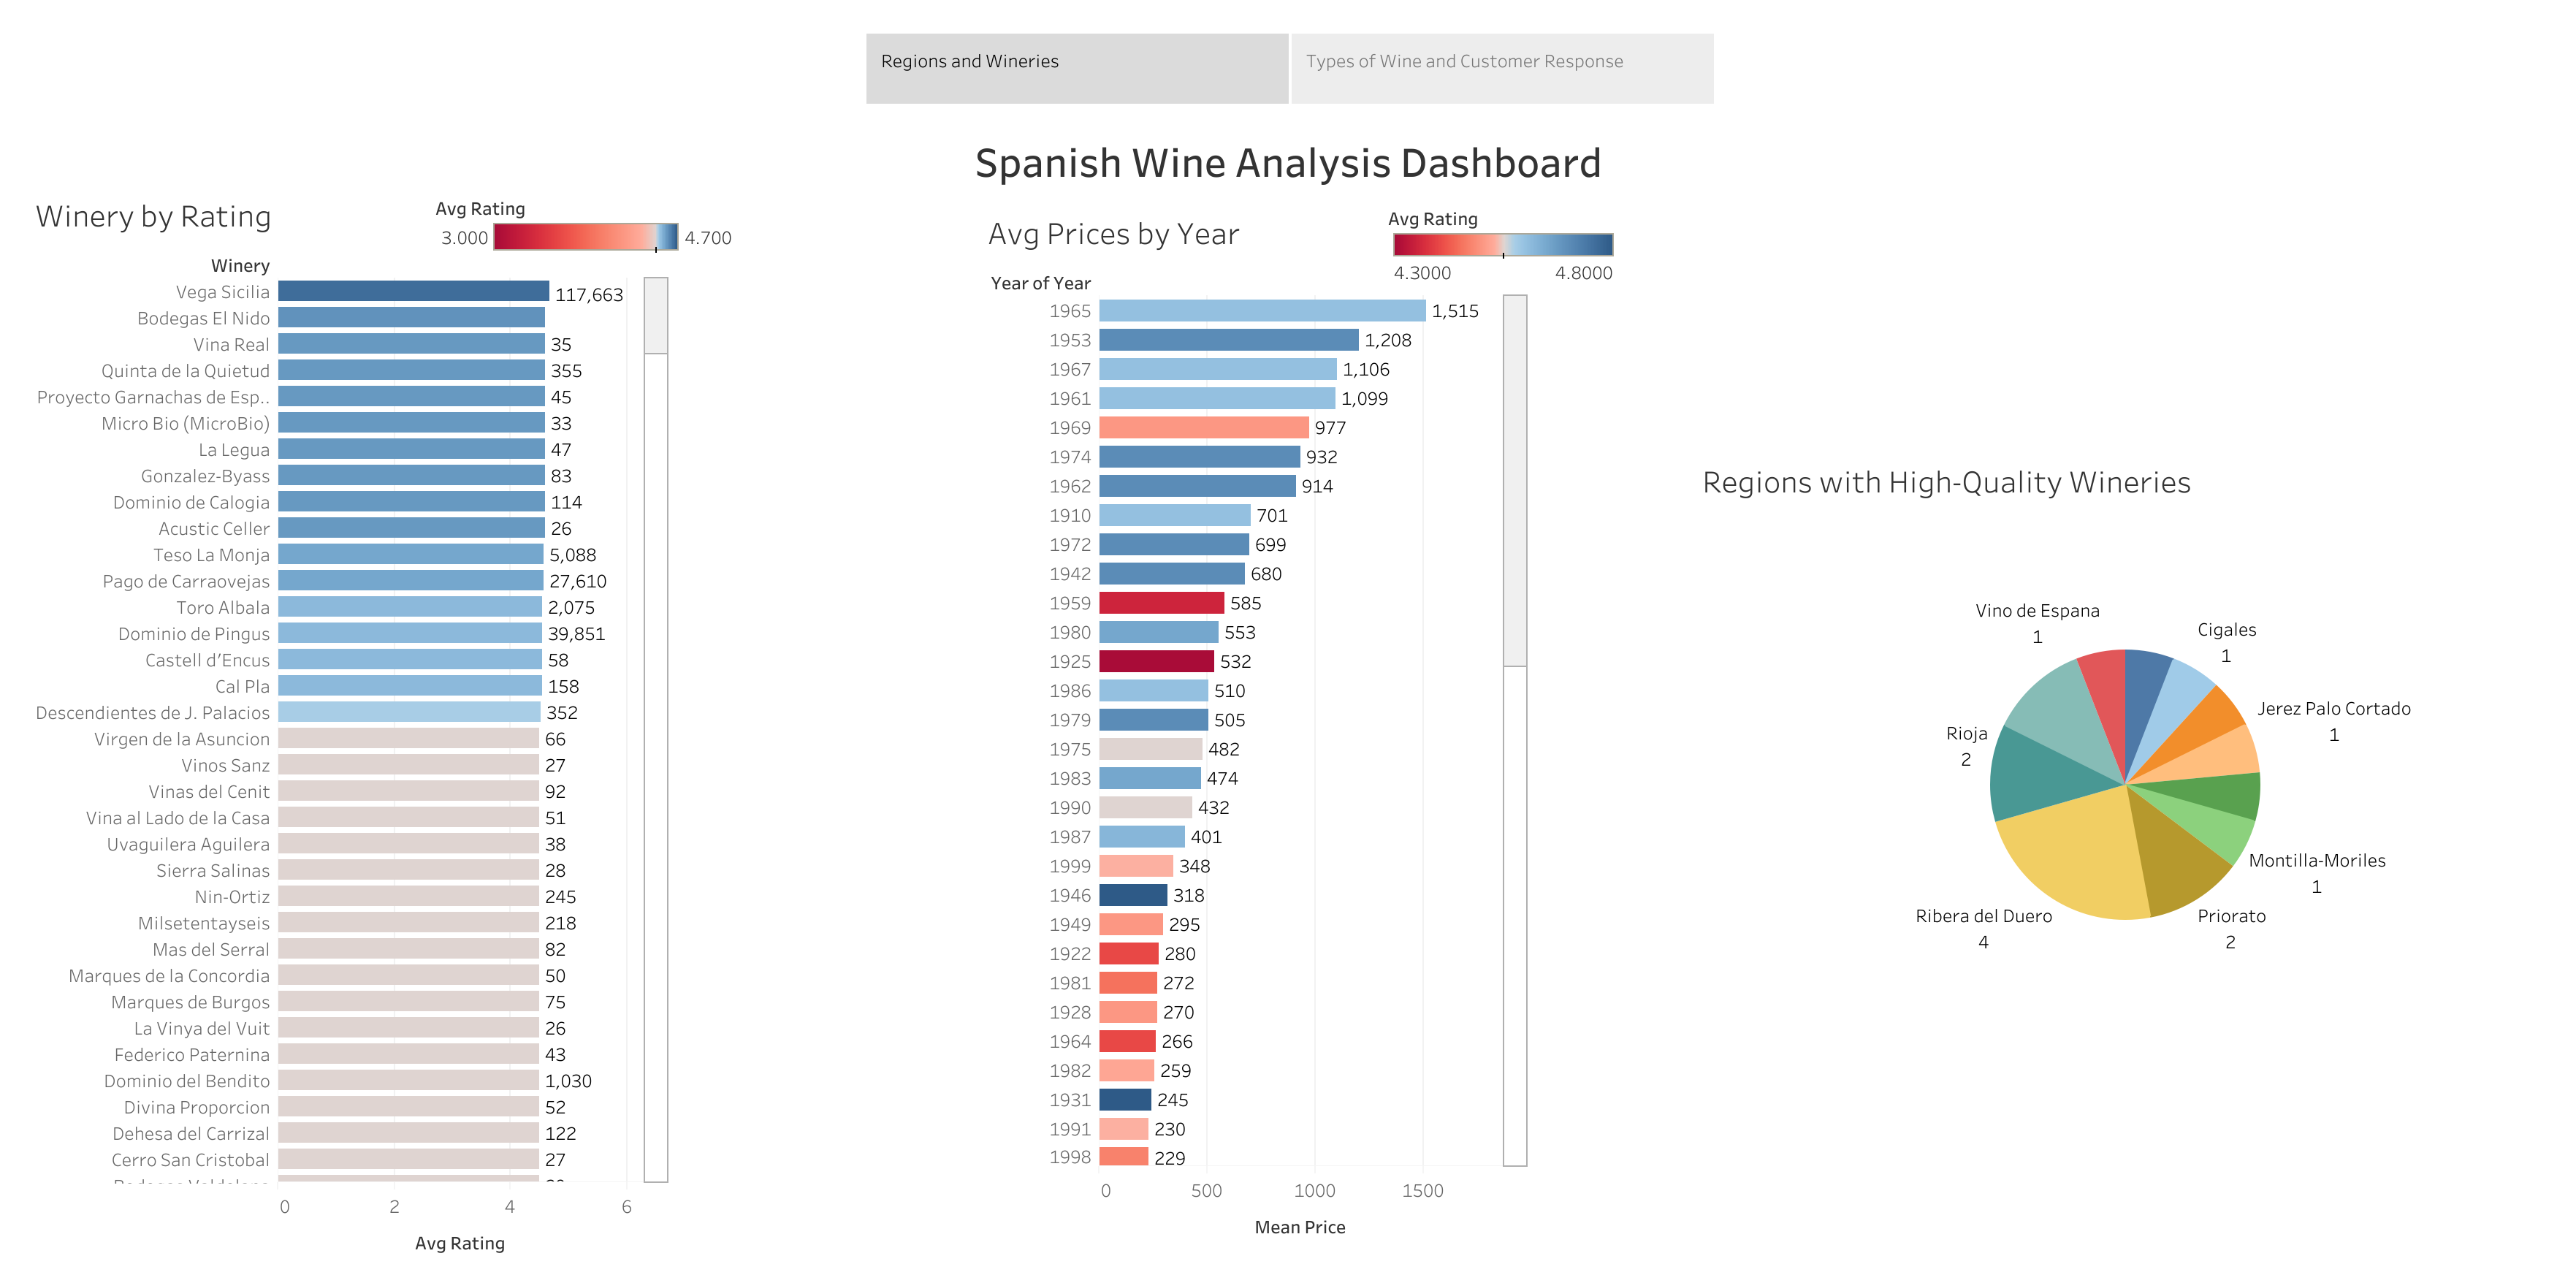 Regions and Wineries
Types of Wine and Customer Response
Spanish Wine Analysis Dashboard
Winery by Rating
Avg Rating
3.000 4.700
Winery
Vega Sicilia 117,663
Bodegas El Nido
Vina Real 35
Quinta de la Quietud 355
Proyecto Garnachas de Esp.. 45
Micro Bio (MicroBio) 33
La Legua 47
Gonzalez-Byass 83
Dominio de Calogia 114
Acustic Celler 26
Teso La Monja 5,088
Pago de Carraovejas 27,610
Toro Albala 2,075
Dominio de Pingus 39,851
Castell d’Encus 58
Cal Pla 158
Descendientes de J. Palacios 352
Virgen de la Asuncion 66
Vinos Sanz 27
Vinas del Cenit 92
Vina al Lado de la Casa 51
Uvaguilera Aguilera 38
Sierra Salinas 28
Nin-Ortiz 245
Milsetentayseis 218
Mas del Serral 82
Marques de la Concordia 50
Marques de Burgos 75
La Vinya del Vuit 26
Federico Paternina 43
Dominio del Bendito 1,030
Divina Proporcion 52
Dehesa del Carrizal 122
Cerro San Cristobal 27
0 2 4 6
Avg Rating
Avg Prices by Year
Avg Rating
4.3000 4.8000
Year of Year
1965 1,515
1953 1,208
1967 1,106
1961 1,099
1969 977
1974 932
1962 914
1910 701
1972 699
1942 680
1959 585
1980 553
1925 532
1986 510
1979 505
1975 482
1983 474
1990 432
1987 401
1999 348
1946 318
1949 295
1922 280
1981 272
1928 270
1964 266
1982 259
1931 245
1991 230
1998 229
0 500 1000 1500
Mean Price
Regions with High-Quality Wineries
Vino de Espana
1
Cigales
1
Jerez Palo Cortado
1
Rioja
2
Montilla-Moriles
1
Ribera del Duero
4
Priorato
2